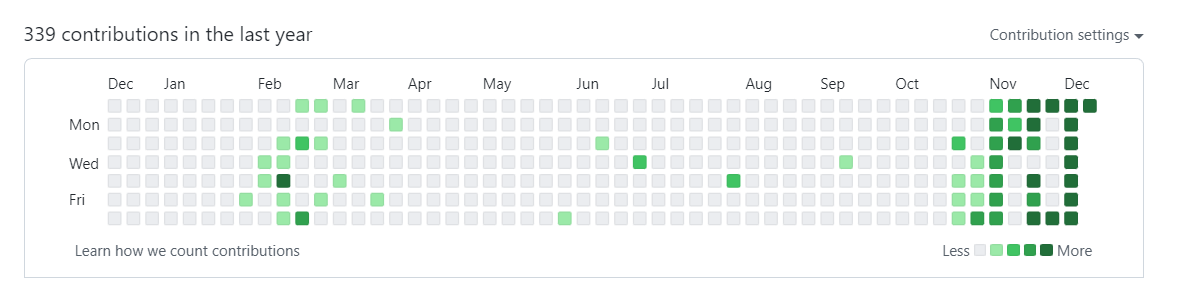 339 contributions in the last year
Contribution settings
Dec Jan Feb Mar Apr May Jun Jul Aug Sep Oct Nov Dec
Mon
Wed
Fri
Learn how we count contributions
Less More